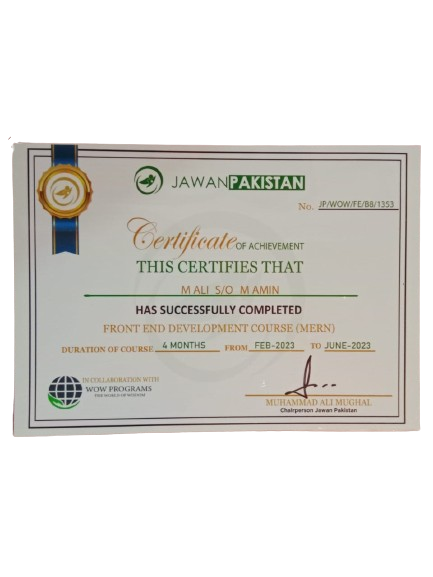 JAWANPAKISTAN
No. JP/WOW/FE/B8/1353
Certificate OF ACHIEVEMENT
THIS CERTIFIES THAT
M ALI S/O M AMIN
HAS SUCCESSFULLY COMPLETED
FRONT END DEVELOPMENT COURSE (MERN)
DURATION OF COURSE 4 MONTHS FROM FEB-2023 TO JUNE-2023
IN COLLABORATION WITH
WOW PROGRAMS
THE WORLD OF WISDOM
MUHAMMAD ALI MUGHAL
Chairperson Jawan Pakistan